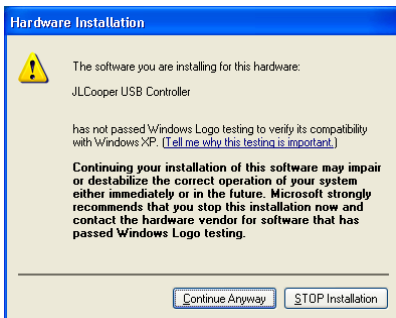 Hardware Installation
The software you are installing for this hardware:
JLCooper USB Controller
has not passed Windows Logo testing to verify its compatibility
with Windows XP. (Tell me why this testing is important.)
Continuing your installation of this software may impair
or destabilize the correct operation of your system
either immediately or in the future. Microsoft strongly
recommends that you stop this installation now and
contact the hardware vendor for software that has
passed Windows Logo testing.
Continue Anyway STOP Installation